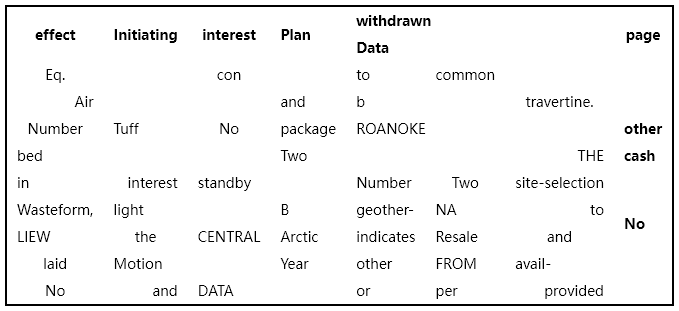 effect Initiating interest Plan withdrawn Data page
Eq. con to common
Air and b travertine.
Number Tuff No package ROANOKE other
bed Two THE cash
in interest standby Number Two site-selection
Wasteform, light B geother- NA to No
LIEW the CENTRAL Arctic indicates Resale and
laid Motion Year other FROM avail-
No and DATA or per provided